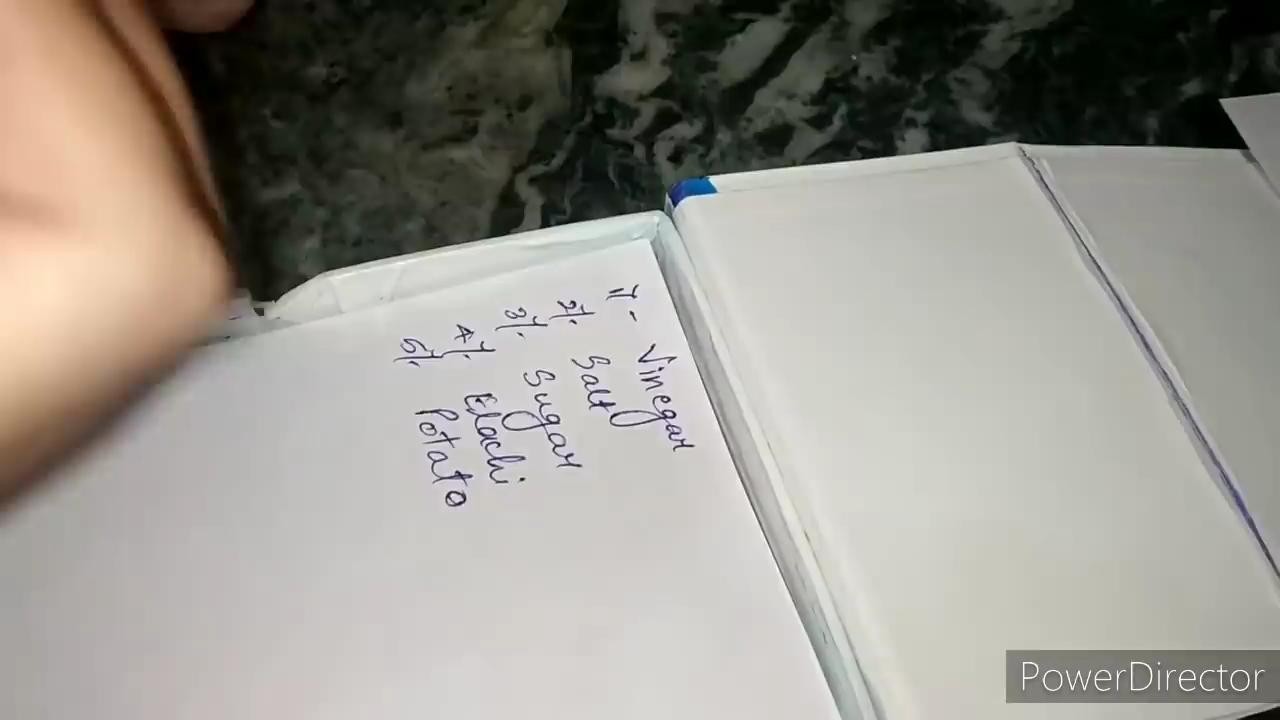 1/- Vinegar
2/. Salt
3/. Sugar
4/. Elachi
5/. Potato
PowerDirector